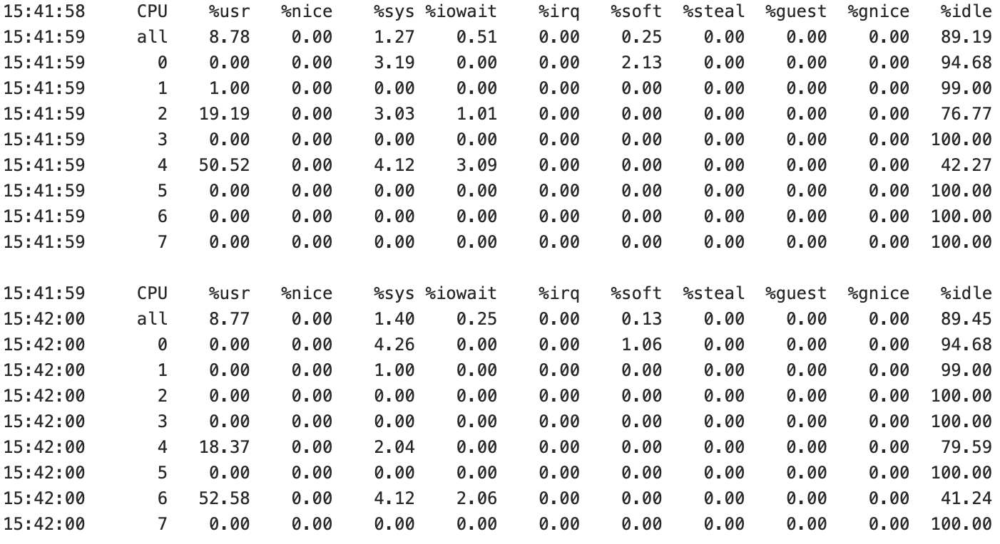 15:41:58     CPU    %usr   %nice    %sys %iowait    %irq   %soft  %steal  %guest  %gnice   %idle
15:41:59     all    8.78    0.00    1.27    0.51    0.00    0.25    0.00    0.00    0.00   89.19
15:41:59       0    0.00    0.00    3.19    0.00    0.00    2.13    0.00    0.00    0.00   94.68
15:41:59       1    1.00    0.00    0.00    0.00    0.00    0.00    0.00    0.00    0.00   99.00
15:41:59       2   19.19    0.00    3.03    1.01    0.00    0.00    0.00    0.00    0.00   76.77
15:41:59       3    0.00    0.00    0.00    0.00    0.00    0.00    0.00    0.00    0.00  100.00
15:41:59       4   50.52    0.00    4.12    3.09    0.00    0.00    0.00    0.00    0.00   42.27
15:41:59       5    0.00    0.00    0.00    0.00    0.00    0.00    0.00    0.00    0.00  100.00
15:41:59       6    0.00    0.00    0.00    0.00    0.00    0.00    0.00    0.00    0.00  100.00
15:41:59       7    0.00    0.00    0.00    0.00    0.00    0.00    0.00    0.00    0.00  100.00

15:41:59     CPU    %usr   %nice    %sys %iowait    %irq   %soft  %steal  %guest  %gnice   %idle
15:42:00     all    8.77    0.00    1.40    0.25    0.00    0.13    0.00    0.00    0.00   89.45
15:42:00       0    0.00    0.00    4.26    0.00    0.00    1.06    0.00    0.00    0.00   94.68
15:42:00       1    0.00    0.00    1.00    0.00    0.00    0.00    0.00    0.00    0.00   99.00
15:42:00       2    0.00    0.00    0.00    0.00    0.00    0.00    0.00    0.00    0.00  100.00
15:42:00       3    0.00    0.00    0.00    0.00    0.00    0.00    0.00    0.00    0.00  100.00
15:42:00       4   18.37    0.00    2.04    0.00    0.00    0.00    0.00    0.00    0.00   79.59
15:42:00       5    0.00    0.00    0.00    0.00    0.00    0.00    0.00    0.00    0.00  100.00
15:42:00       6   52.58    0.00    4.12    2.06    0.00    0.00    0.00    0.00    0.00   41.24
15:42:00       7    0.00    0.00    0.00    0.00    0.00    0.00    0.00    0.00    0.00  100.00